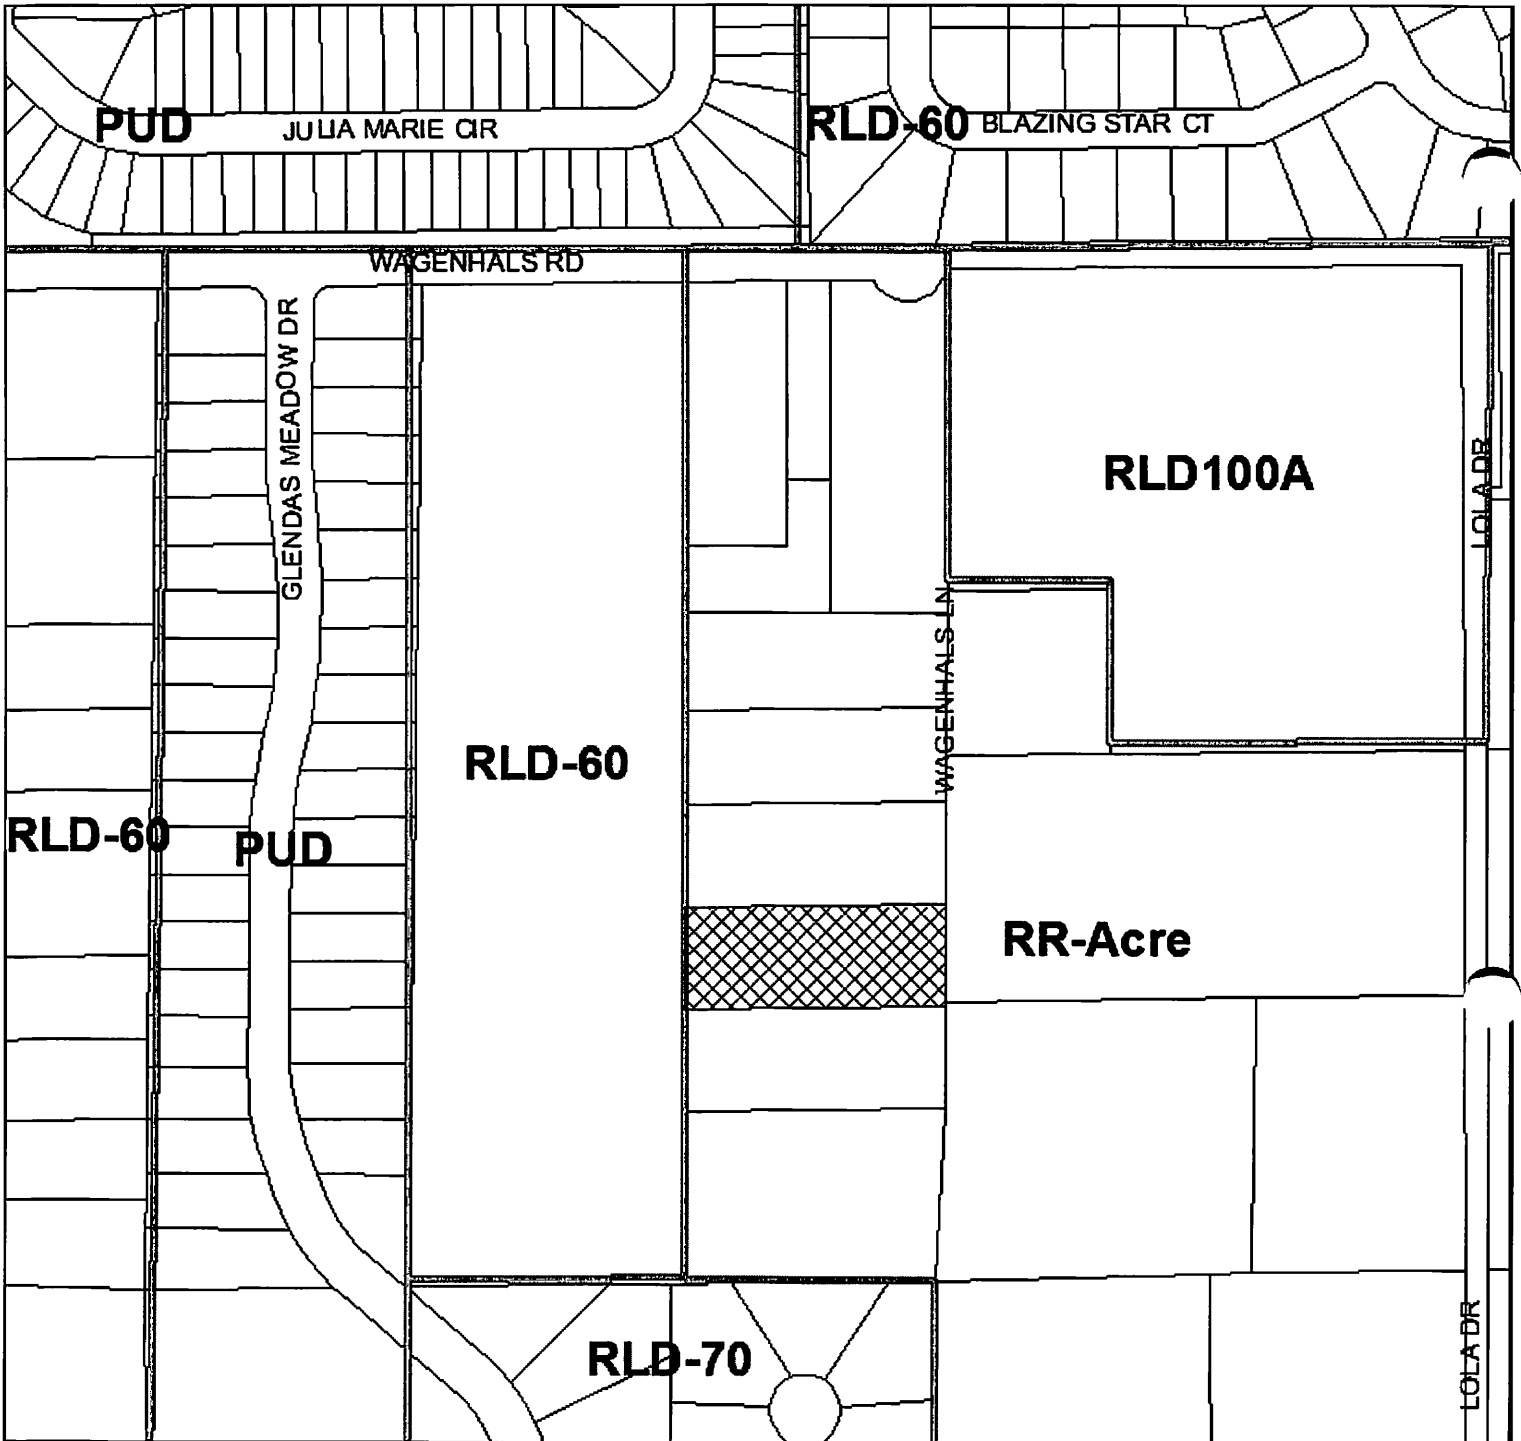 PUD
JULIA MARIE CIR
RLD-60
BLAZING STAR CT
WAGENHALS RD
GLENDAS MEADOW DR
RLD100A
LOLA DR
WAGENHALS LN
RLD-60
RLD-60
PUD
RR-Acre
RLD-70
LOLA DR